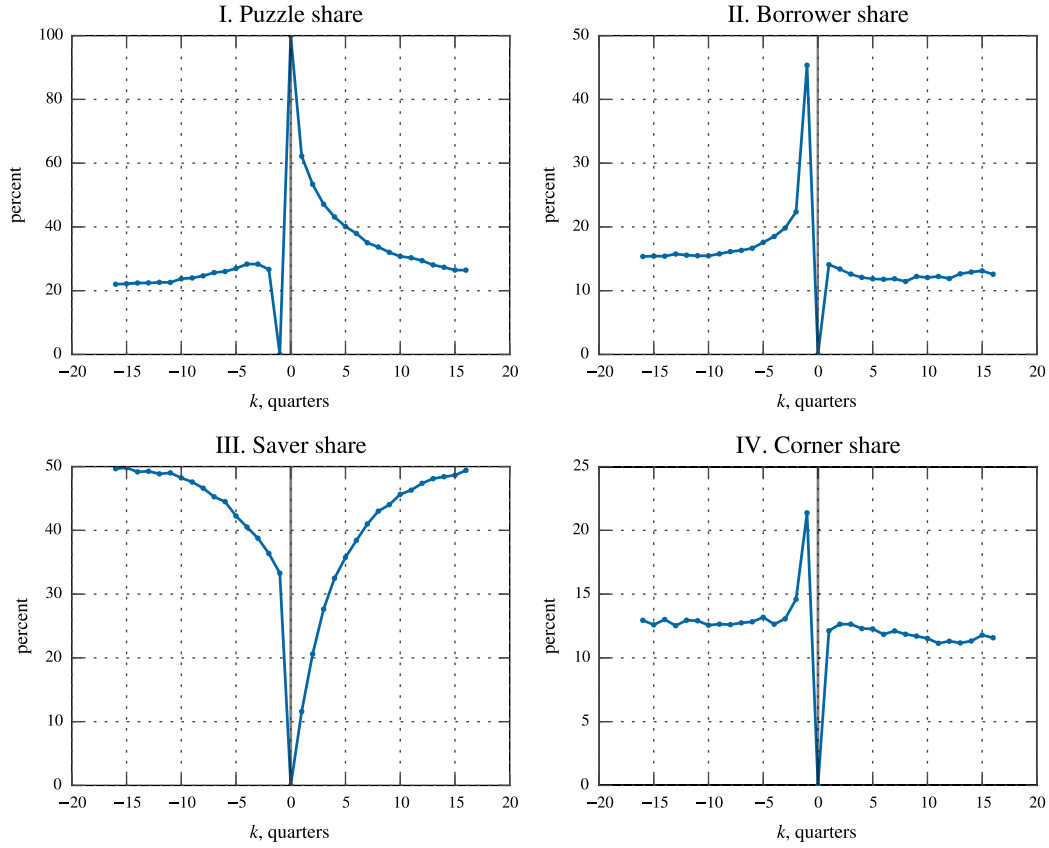 I. Puzzle share
percent
100
80
60
40
20
0
−20 −15 −10 −5 0 5 10 15 20
k, quarters
II. Borrower share
percent
50
40
30
20
10
0
−20 −15 −10 −5 0 5 10 15 20
k, quarters
III. Saver share
percent
50
40
30
20
10
0
−20 −15 −10 −5 0 5 10 15 20
k, quarters
IV. Corner share
percent
25
20
15
10
5
0
−20 −15 −10 −5 0 5 10 15 20
k, quarters